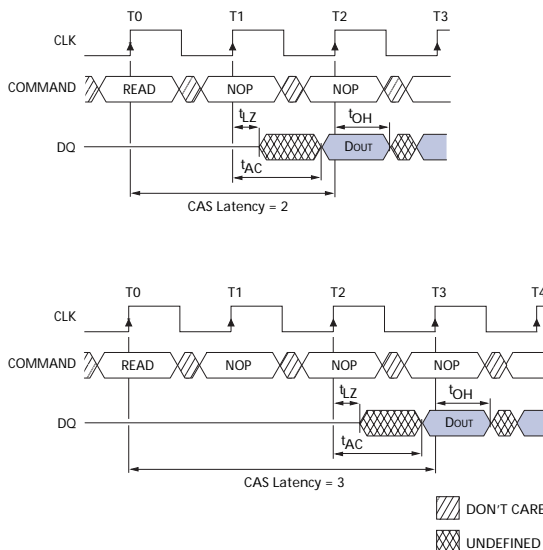 T0 T1 T2 T3
CLK
COMMAND READ NOP NOP
tLZ tOH
DQ DOUT
tAC
CAS Latency = 2
T0 T1 T2 T3 T4
CLK
COMMAND READ NOP NOP NOP
tLZ tOH
DQ DOUT
tAC
CAS Latency = 3
DON'T CARE
UNDEFINED